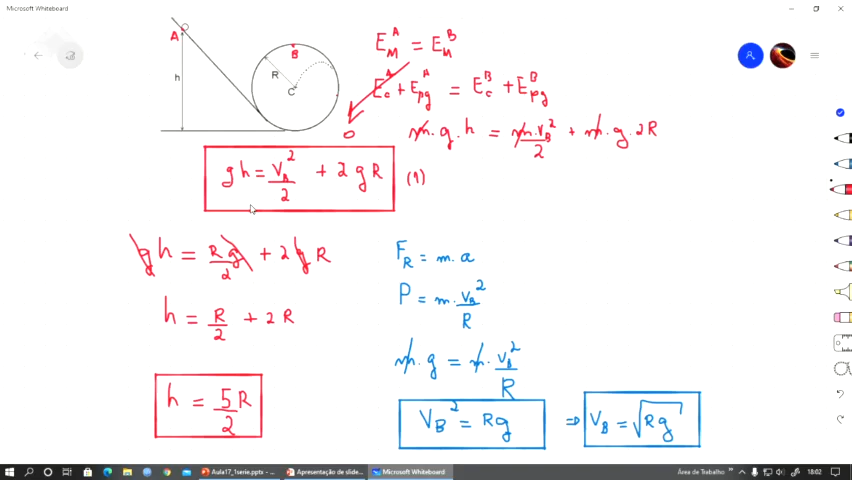 Microsoft Whiteboard
A
B
R
h
C
E_M^A = E_M^B
E_c^A + E_pg^A = E_c^B + E_pg^B
0
m.g.h = m.v_B^2/2 + m.g.2R
gh = v_B^2/2 + 2gR (1)
gh = Rg/2 + 2gR
h = R/2 + 2R
h = 5R/2
F_R = m.a
P = m.v_B^2/R
m.g = m.v_B^2/R
V_B^2 = Rg ⇒ V_B = √Rg
Aula17_1serie.pptx - ...
Apresentação de slide...
Microsoft Whiteboard
Área de Trabalho
18:02